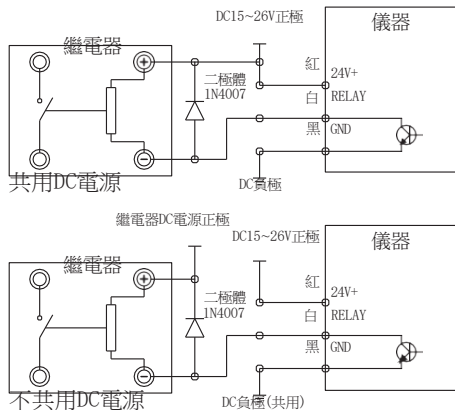 DC15~26V正極
儀器
繼電器
紅
24V+
二極體
1N4007
白
RELAY
黑
GND
共用DC電源
DC負極
繼電器DC電源正極
DC15~26V正極
儀器
繼電器
紅
24V+
二極體
1N4007
白
RELAY
黑
GND
不共用DC電源
DC負極(共用)